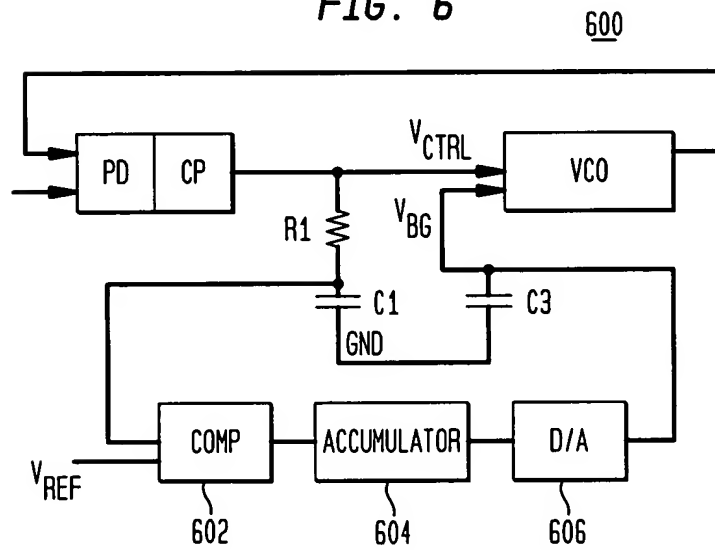 FIG. 6
600
PD
CP
V_CTRL
VCO
V_BG
R1
C1
C3
GND
COMP
ACCUMULATOR
D/A
V_REF
602
604
606